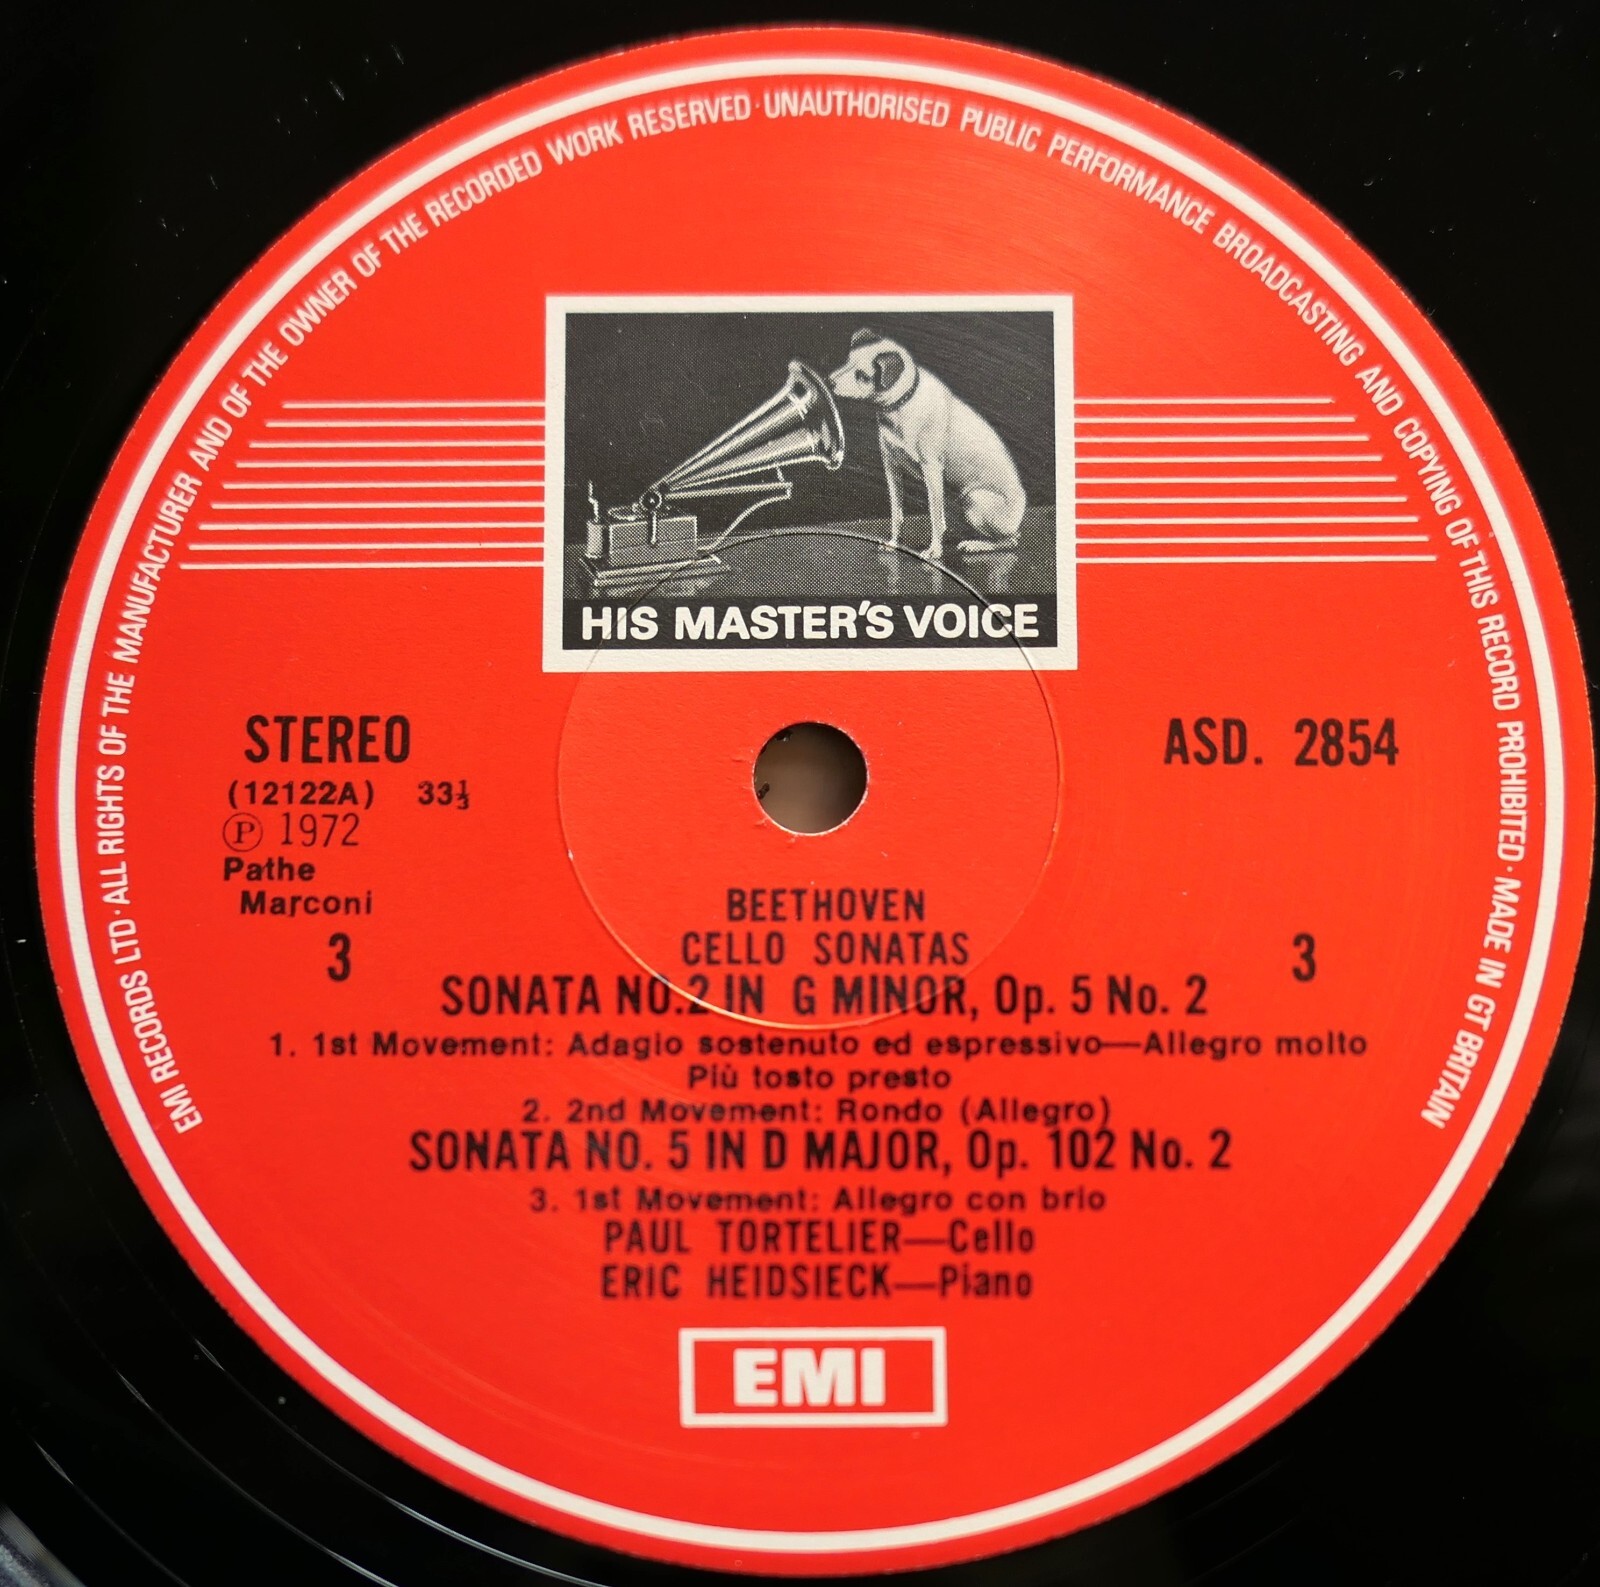 EMI RECORDS LTD · ALL RIGHTS OF THE MANUFACTURER AND OF THE OWNER OF THE RECORDED WORK RESERVED · UNAUTHORISED PUBLIC PERFORMANCE BROADCASTING AND COPYING OF THIS RECORD PROHIBITED · MADE IN GT BRITAIN
HIS MASTER'S VOICE
STEREO
ASD. 2854
(12122A) 33⅓
Ⓟ 1972
Pathe
Marconi
3
3
BEETHOVEN
CELLO SONATAS
SONATA NO.2 IN G MINOR, Op. 5 No. 2
1. 1st Movement: Adagio sostenuto ed espressivo—Allegro molto
Più tosto presto
2. 2nd Movement: Rondo (Allegro)
SONATA NO. 5 IN D MAJOR, Op. 102 No. 2
3. 1st Movement: Allegro con brio
PAUL TORTELIER—Cello
ERIC HEIDSIECK—Piano
EMI